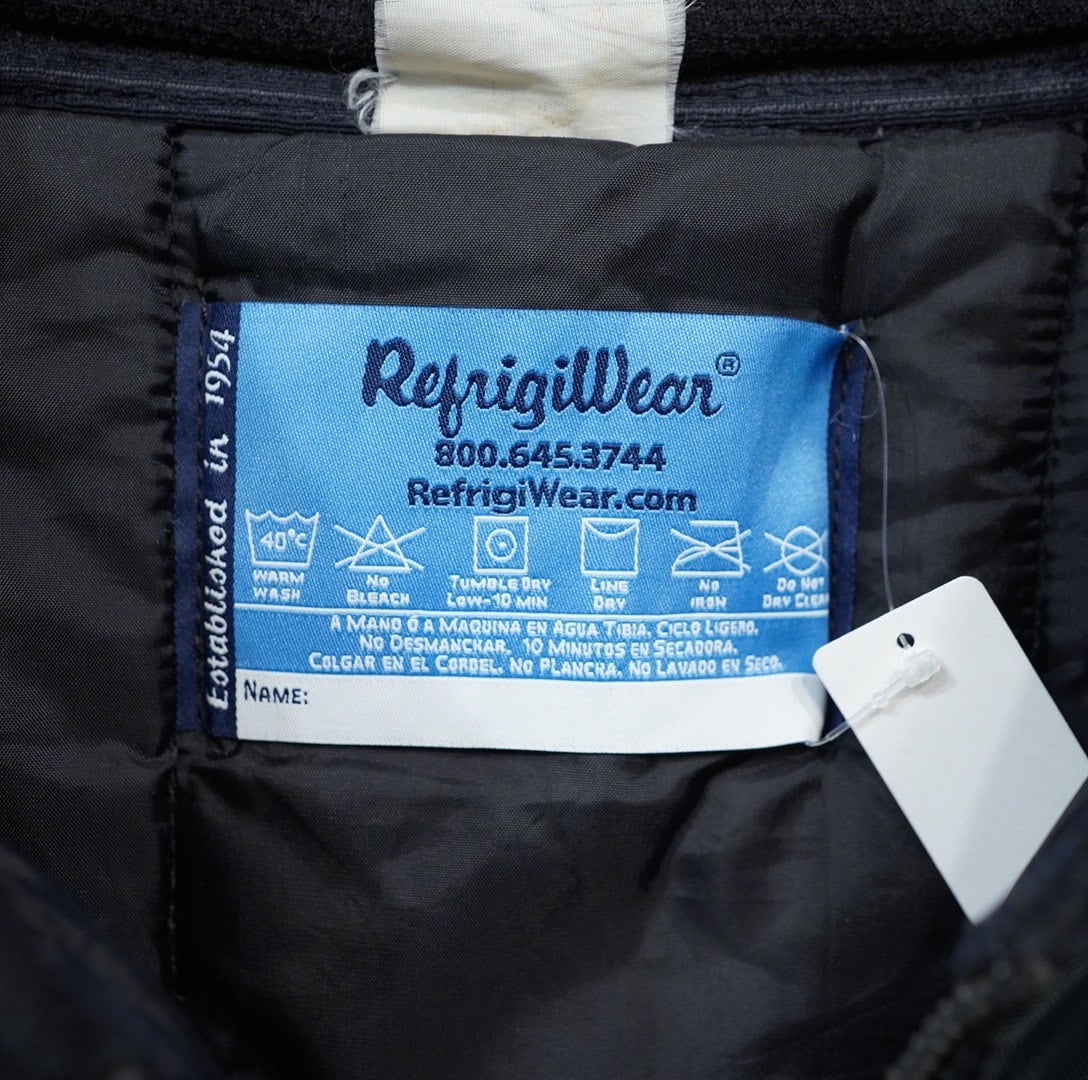 Established in 1954
RefrigiWear®
800.645.3744
RefrigiWear.com
40°C
WARM WASH
NO BLEACH
TUMBLE DRY LOW-10 MIN
LINE DRY
NO IRON
DO NOT DRY CLEAN
A MANO Ó A MAQUINA EN AGUA TIBIA. CICLO LIGERO.
NO DESMANCHAR. 10 MINUTOS EN SECADORA.
COLGAR EN EL CORDEL. NO PLANCHA. NO LAVADO EN SECO.
NAME: